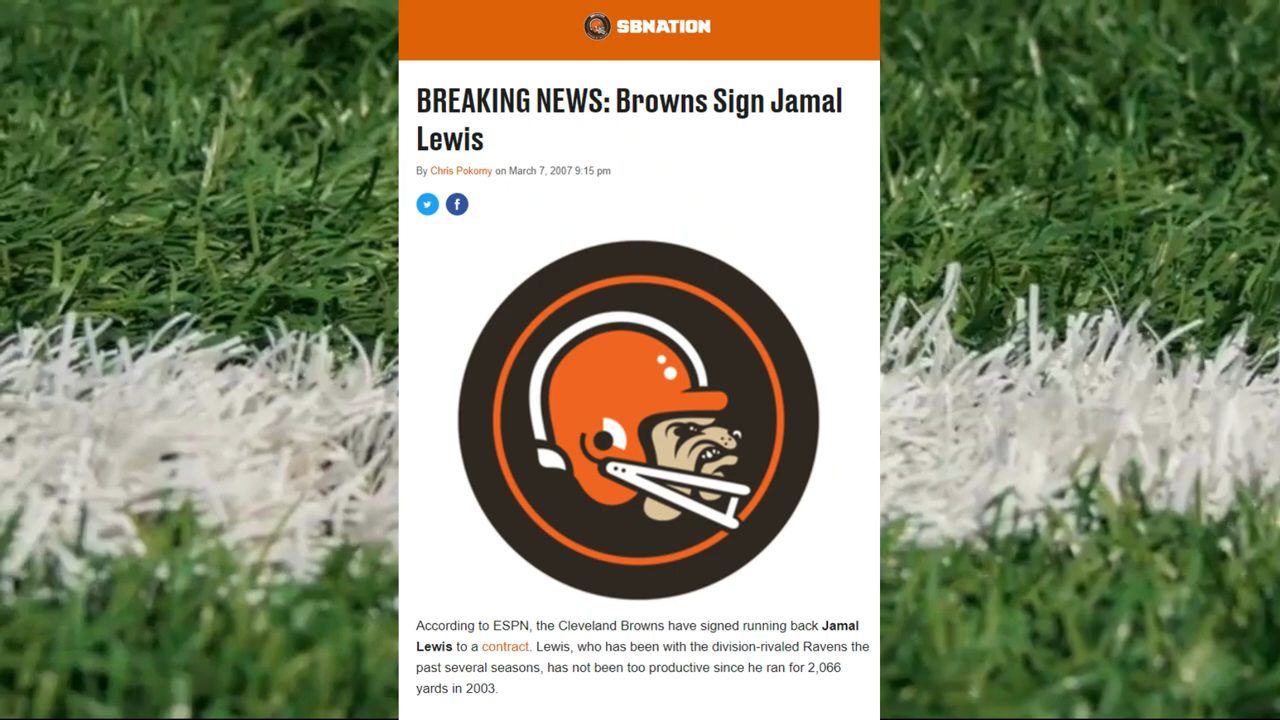 SBNATION
BREAKING NEWS: Browns Sign Jamal
Lewis
By Chris Pokorny on March 7, 2007 9:15 pm
According to ESPN, the Cleveland Browns have signed running back Jamal
Lewis to a contract. Lewis, who has been with the division-rivaled Ravens the
past several seasons, has not been too productive since he ran for 2,066
yards in 2003.